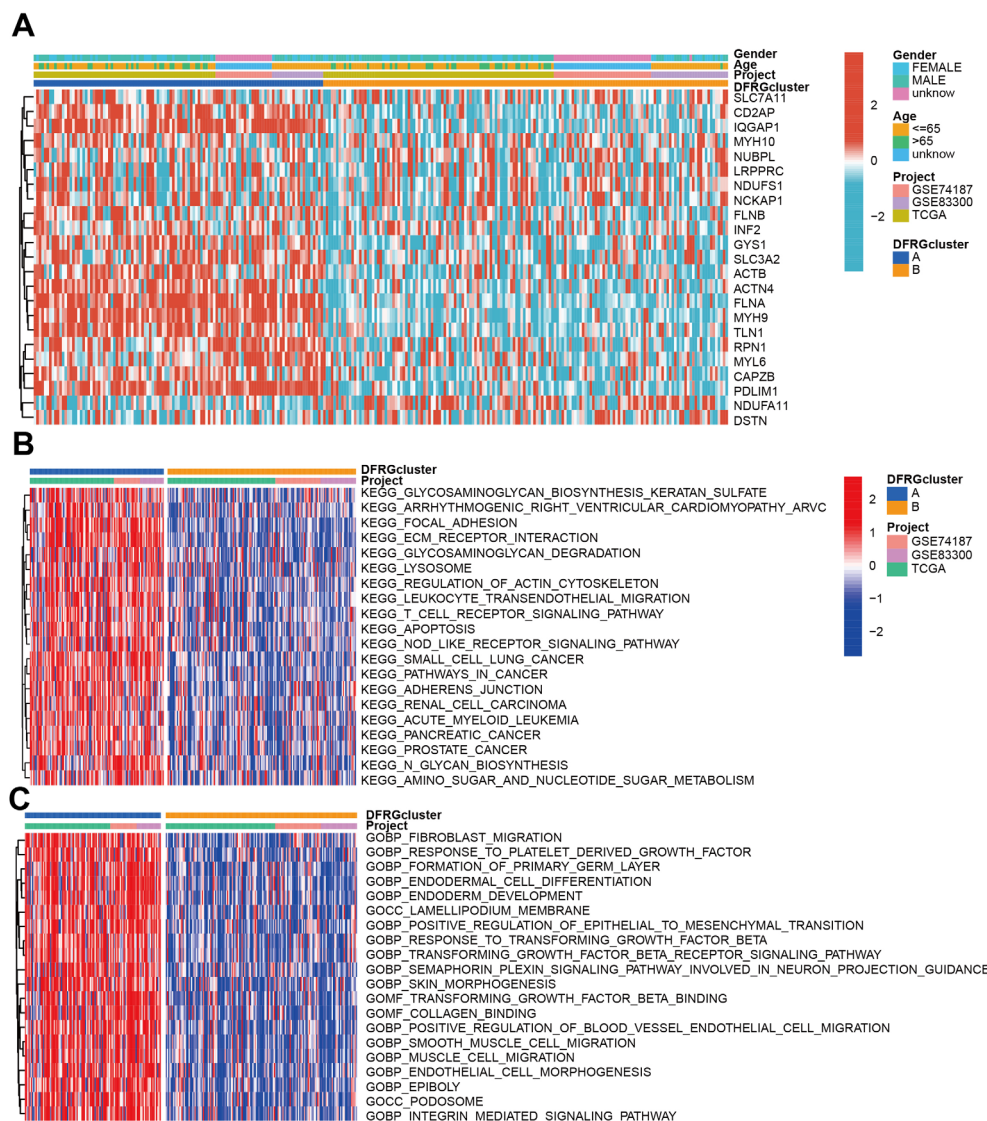 A
Gender
Age
Project
DFRGcluster
SLC7A11
CD2AP
IQGAP1
MYH10
NUBPL
LRPPRC
NDUFS1
NCKAP1
FLNB
INF2
GYS1
SLC3A2
ACTB
ACTN4
FLNA
MYH9
TLN1
RPN1
MYL6
CAPZB
PDLIM1
NDUFA11
DSTN
2
0
−2
Gender
FEMALE
MALE
unknow
Age
<=65
>65
unknow
Project
GSE74187
GSE83300
TCGA
DFRGcluster
A
B
B
DFRGcluster
Project
KEGG_GLYCOSAMINOGLYCAN_BIOSYNTHESIS_KERATAN_SULFATE
KEGG_ARRHYTHMOGENIC_RIGHT_VENTRICULAR_CARDIOMYOPATHY_ARVC
KEGG_FOCAL_ADHESION
KEGG_ECM_RECEPTOR_INTERACTION
KEGG_GLYCOSAMINOGLYCAN_DEGRADATION
KEGG_LYSOSOME
KEGG_REGULATION_OF_ACTIN_CYTOSKELETON
KEGG_LEUKOCYTE_TRANSENDOTHELIAL_MIGRATION
KEGG_T_CELL_RECEPTOR_SIGNALING_PATHWAY
KEGG_APOPTOSIS
KEGG_NOD_LIKE_RECEPTOR_SIGNALING_PATHWAY
KEGG_SMALL_CELL_LUNG_CANCER
KEGG_PATHWAYS_IN_CANCER
KEGG_ADHERENS_JUNCTION
KEGG_RENAL_CELL_CARCINOMA
KEGG_ACUTE_MYELOID_LEUKEMIA
KEGG_PANCREATIC_CANCER
KEGG_PROSTATE_CANCER
KEGG_N_GLYCAN_BIOSYNTHESIS
KEGG_AMINO_SUGAR_AND_NUCLEOTIDE_SUGAR_METABOLISM
2
1
0
−1
−2
DFRGcluster
A
B
Project
GSE74187
GSE83300
TCGA
C
DFRGcluster
Project
GOBP_FIBROBLAST_MIGRATION
GOBP_RESPONSE_TO_PLATELET_DERIVED_GROWTH_FACTOR
GOBP_FORMATION_OF_PRIMARY_GERM_LAYER
GOBP_ENDODERMAL_CELL_DIFFERENTIATION
GOBP_ENDODERM_DEVELOPMENT
GOCC_LAMELLIPODIUM_MEMBRANE
GOBP_POSITIVE_REGULATION_OF_EPITHELIAL_TO_MESENCHYMAL_TRANSITION
GOBP_RESPONSE_TO_TRANSFORMING_GROWTH_FACTOR_BETA
GOBP_TRANSFORMING_GROWTH_FACTOR_BETA_RECEPTOR_SIGNALING_PATHWAY
GOBP_SEMAPHORIN_PLEXIN_SIGNALING_PATHWAY_INVOLVED_IN_NEURON_PROJECTION_GUIDANCE
GOBP_SKIN_MORPHOGENESIS
GOMF_TRANSFORMING_GROWTH_FACTOR_BETA_BINDING
GOMF_COLLAGEN_BINDING
GOBP_POSITIVE_REGULATION_OF_BLOOD_VESSEL_ENDOTHELIAL_CELL_MIGRATION
GOBP_SMOOTH_MUSCLE_CELL_MIGRATION
GOBP_MUSCLE_CELL_MIGRATION
GOBP_ENDOTHELIAL_CELL_MORPHOGENESIS
GOBP_EPIBOLY
GOCC_PODOSOME
GOBP_INTEGRIN_MEDIATED_SIGNALING_PATHWAY